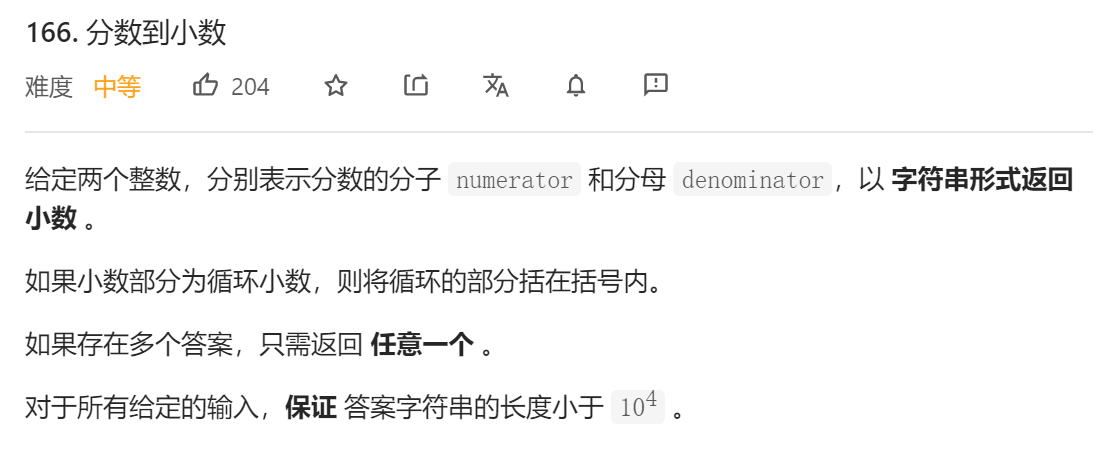 166. 分数到小数
难度 中等 204
给定两个整数，分别表示分数的分子 numerator 和分母 denominator，以 字符串形式返回
小数 。
如果小数部分为循环小数，则将循环的部分括在括号内。
如果存在多个答案，只需返回 任意一个 。
对于所有给定的输入，保证 答案字符串的长度小于 10⁴ 。